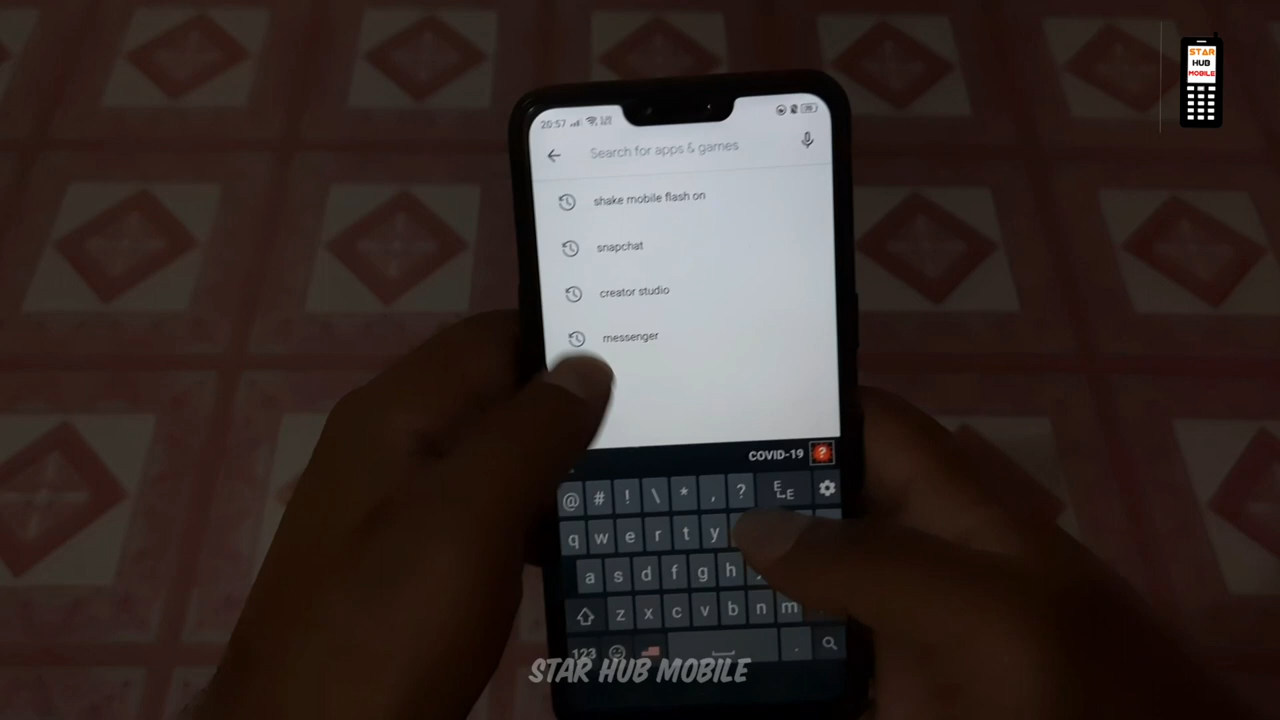 STAR
HUB
MOBILE
20:57
Search for apps & games
shake mobile flash on
snapchat
creator studio
messenger
COVID-19 ?
@ # ! \ * , ?
q w e r t y
a s d f g h
z x c v b n m
123 .
STAR HUB MOBILE